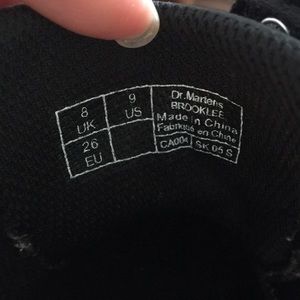 8
UK
9
US
26
EU
Dr.Martens
BROOKLEE
Made in China
Fabriqué en Chine
CA004
SK 05 S